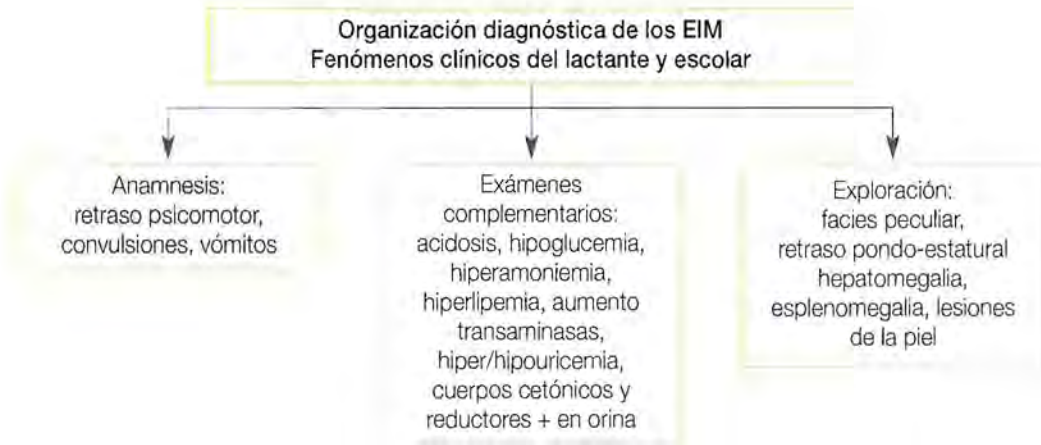 Organización diagnóstica de los EIM
Fenómenos clínicos del lactante y escolar
Anamnesis:
retraso psicomotor,
convulsiones, vómitos
Exámenes
complementarios:
acidosis, hipoglucemia,
hiperamoniemia,
hiperlipemia, aumento
transaminasas,
hiper/hipouricemia,
cuerpos cetónicos y
reductores + en orina
Exploración:
facies peculiar,
retraso pondo-estatural
hepatomegalia,
esplenomegalia, lesiones
de la piel